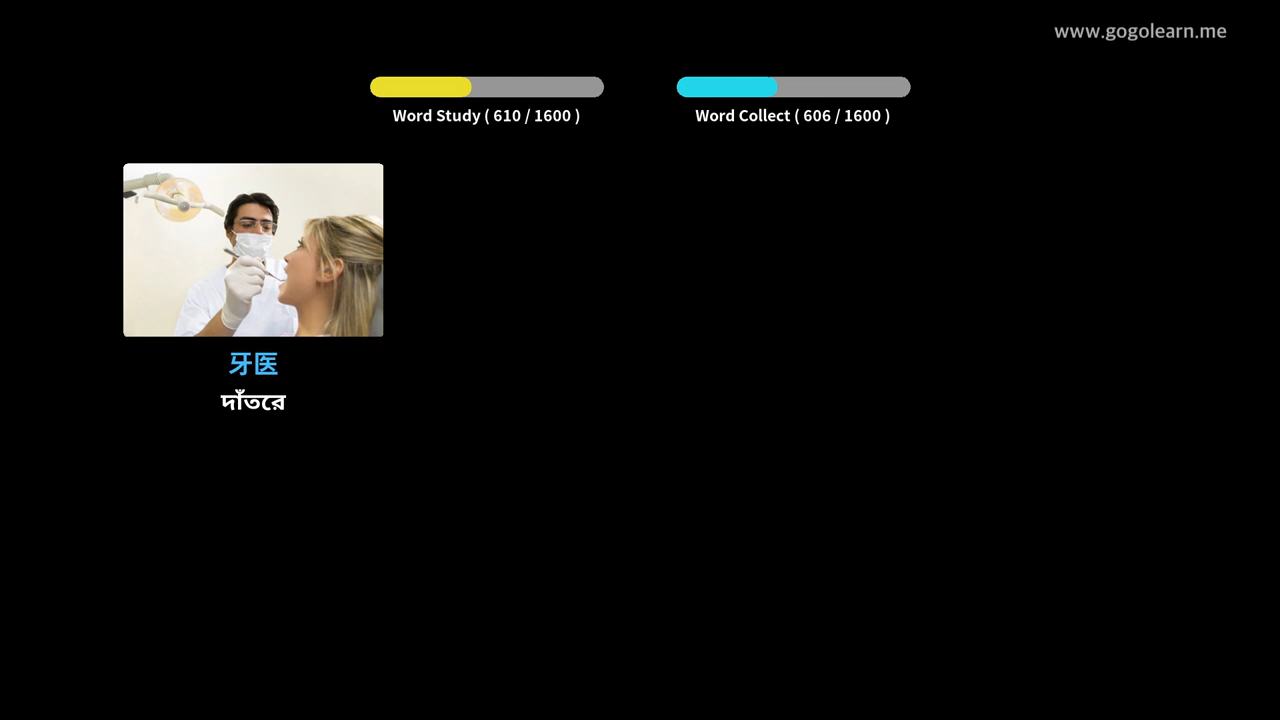 www.gogolearn.me
Word Study ( 610 / 1600 )
Word Collect ( 606 / 1600 )
牙医
দাঁতরে